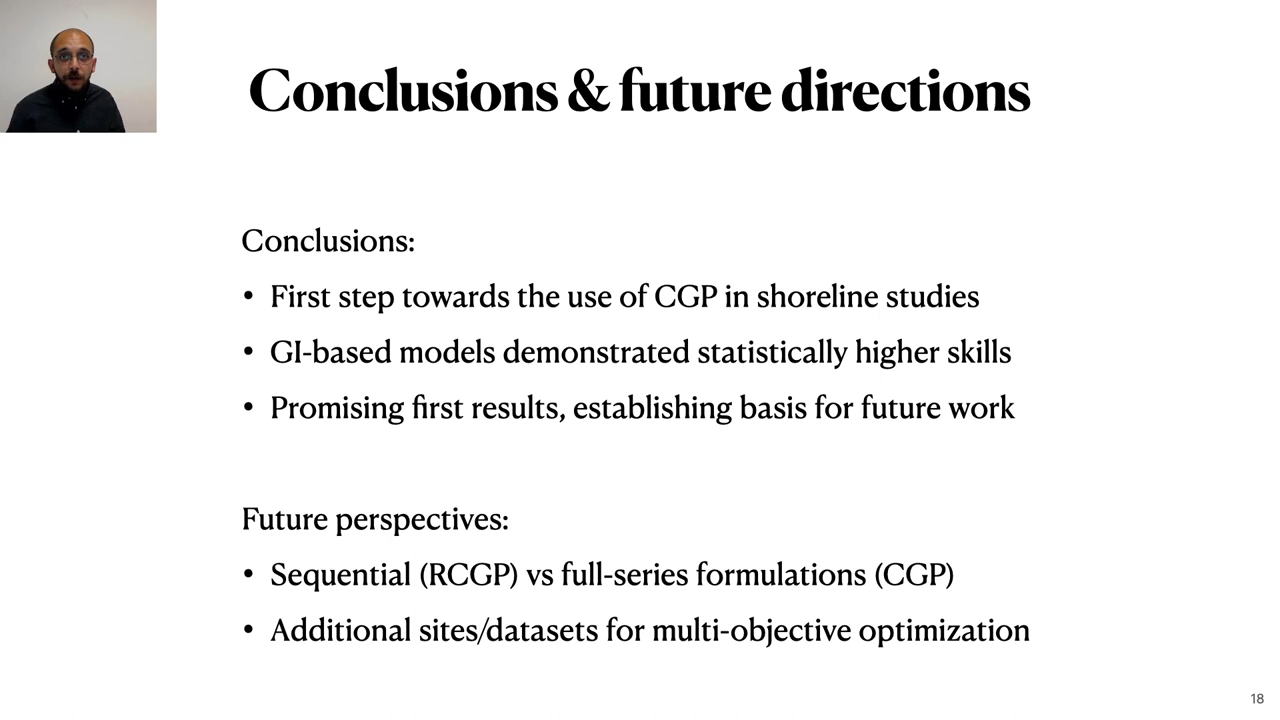 Conclusions & future directions
Conclusions:
• First step towards the use of CGP in shoreline studies
• GI-based models demonstrated statistically higher skills
• Promising first results, establishing basis for future work
Future perspectives:
• Sequential (RCGP) vs full-series formulations (CGP)
• Additional sites/datasets for multi-objective optimization
18